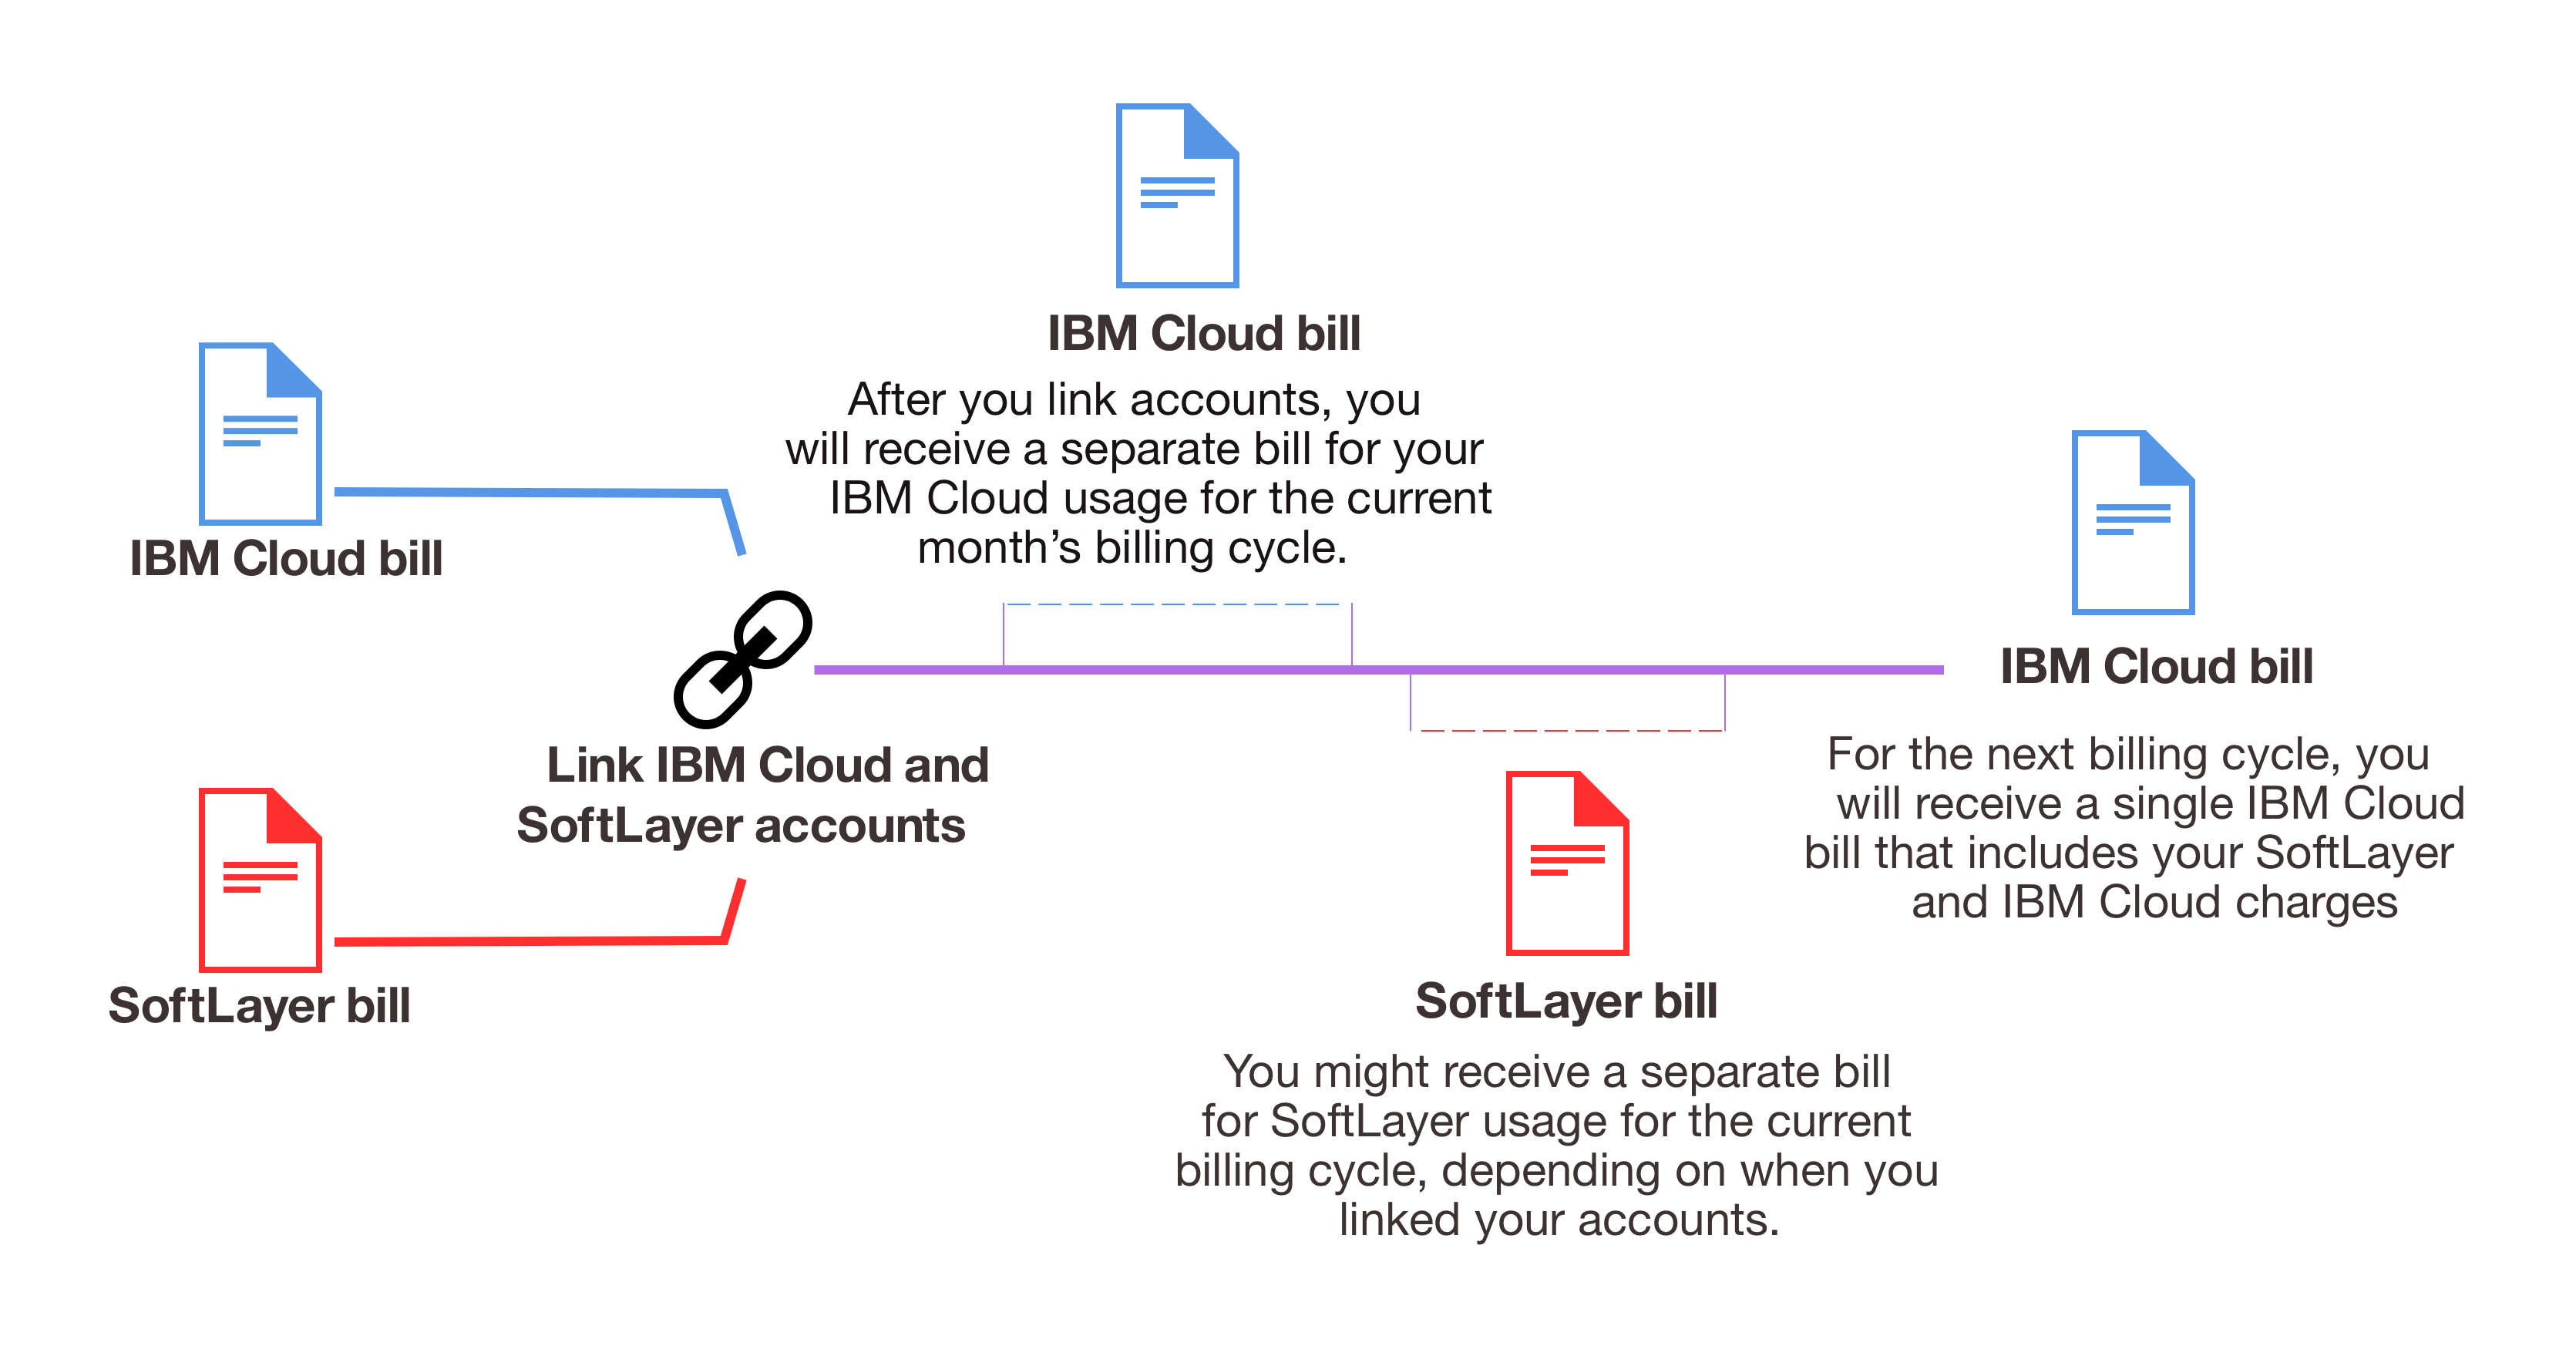 IBM Cloud bill
SoftLayer bill
Link IBM Cloud and
SoftLayer accounts
IBM Cloud bill
After you link accounts, you
will receive a separate bill for your
IBM Cloud usage for the current
month’s billing cycle.
SoftLayer bill
You might receive a separate bill
for SoftLayer usage for the current
billing cycle, depending on when you
linked your accounts.
IBM Cloud bill
For the next billing cycle, you
will receive a single IBM Cloud
bill that includes your SoftLayer
and IBM Cloud charges